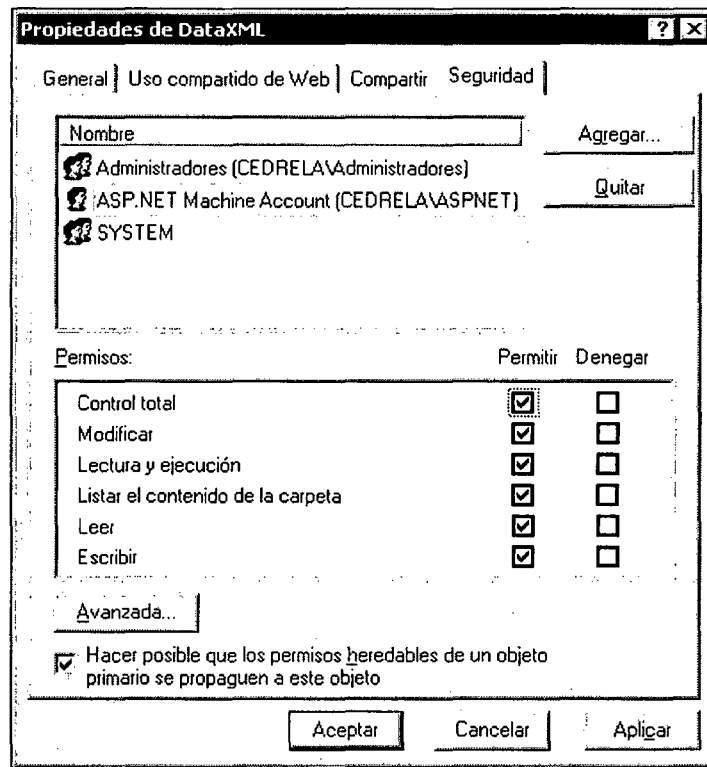 Propiedades de DataXML
General Uso compartido de Web Compartir Seguridad
Nombre
Agregar...
Administradores (CEDRELA\Administradores)
ASP.NET Machine Account (CEDRELA\ASPNET)
Quitar
SYSTEM
Permisos: Permitir Denegar
Control total
Modificar
Lectura y ejecución
Listar el contenido de la carpeta
Leer
Escribir
Avanzada...
Hacer posible que los permisos heredables de un objeto
primario se propaguen a este objeto
Aceptar Cancelar Aplicar